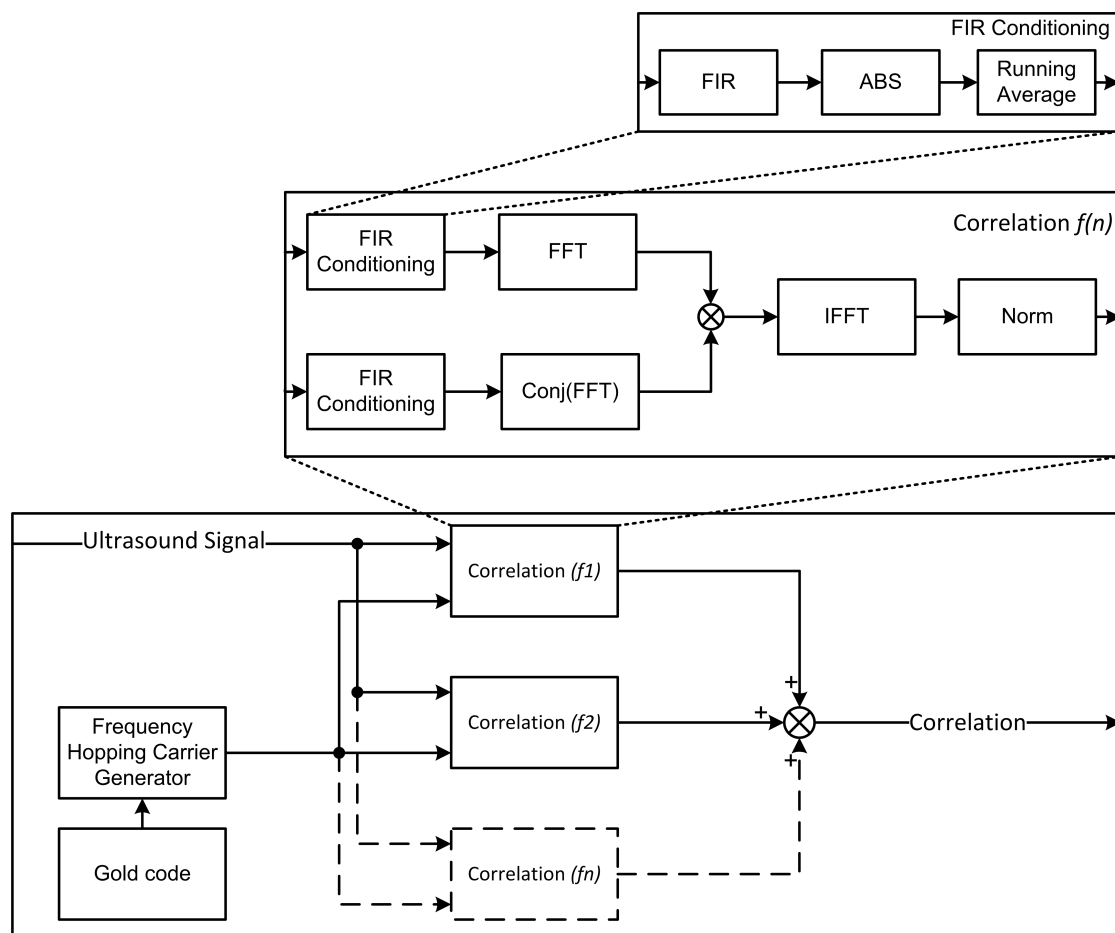 FIR Conditioning
FIR
ABS
Running
Average
Correlation f(n)
FIR
Conditioning
FFT
IFFT
Norm
FIR
Conditioning
Conj(FFT)
Ultrasound Signal
Correlation (f1)
+
Correlation (f2)
+
Correlation
+
Frequency
Hopping Carrier
Generator
Gold code
Correlation (fn)